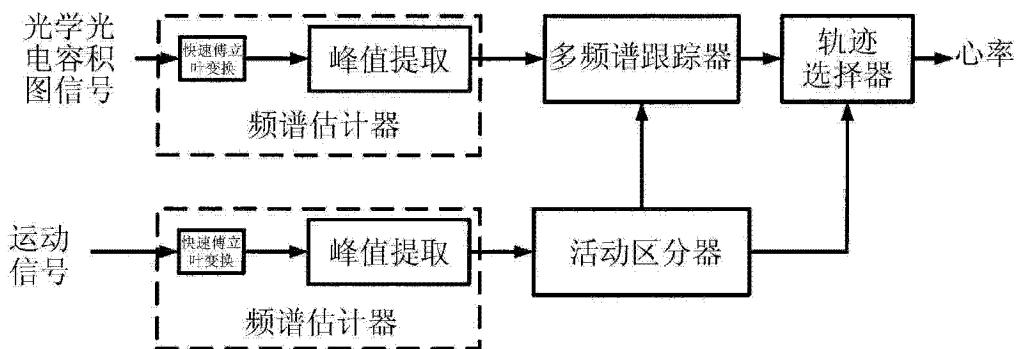 光学光
电容积
图信号
快速傅立
叶变换
峰值提取
频谱估计器
多频谱跟踪器
轨迹
选择器
心率
运动
信号
快速傅立
叶变换
峰值提取
频谱估计器
活动区分器